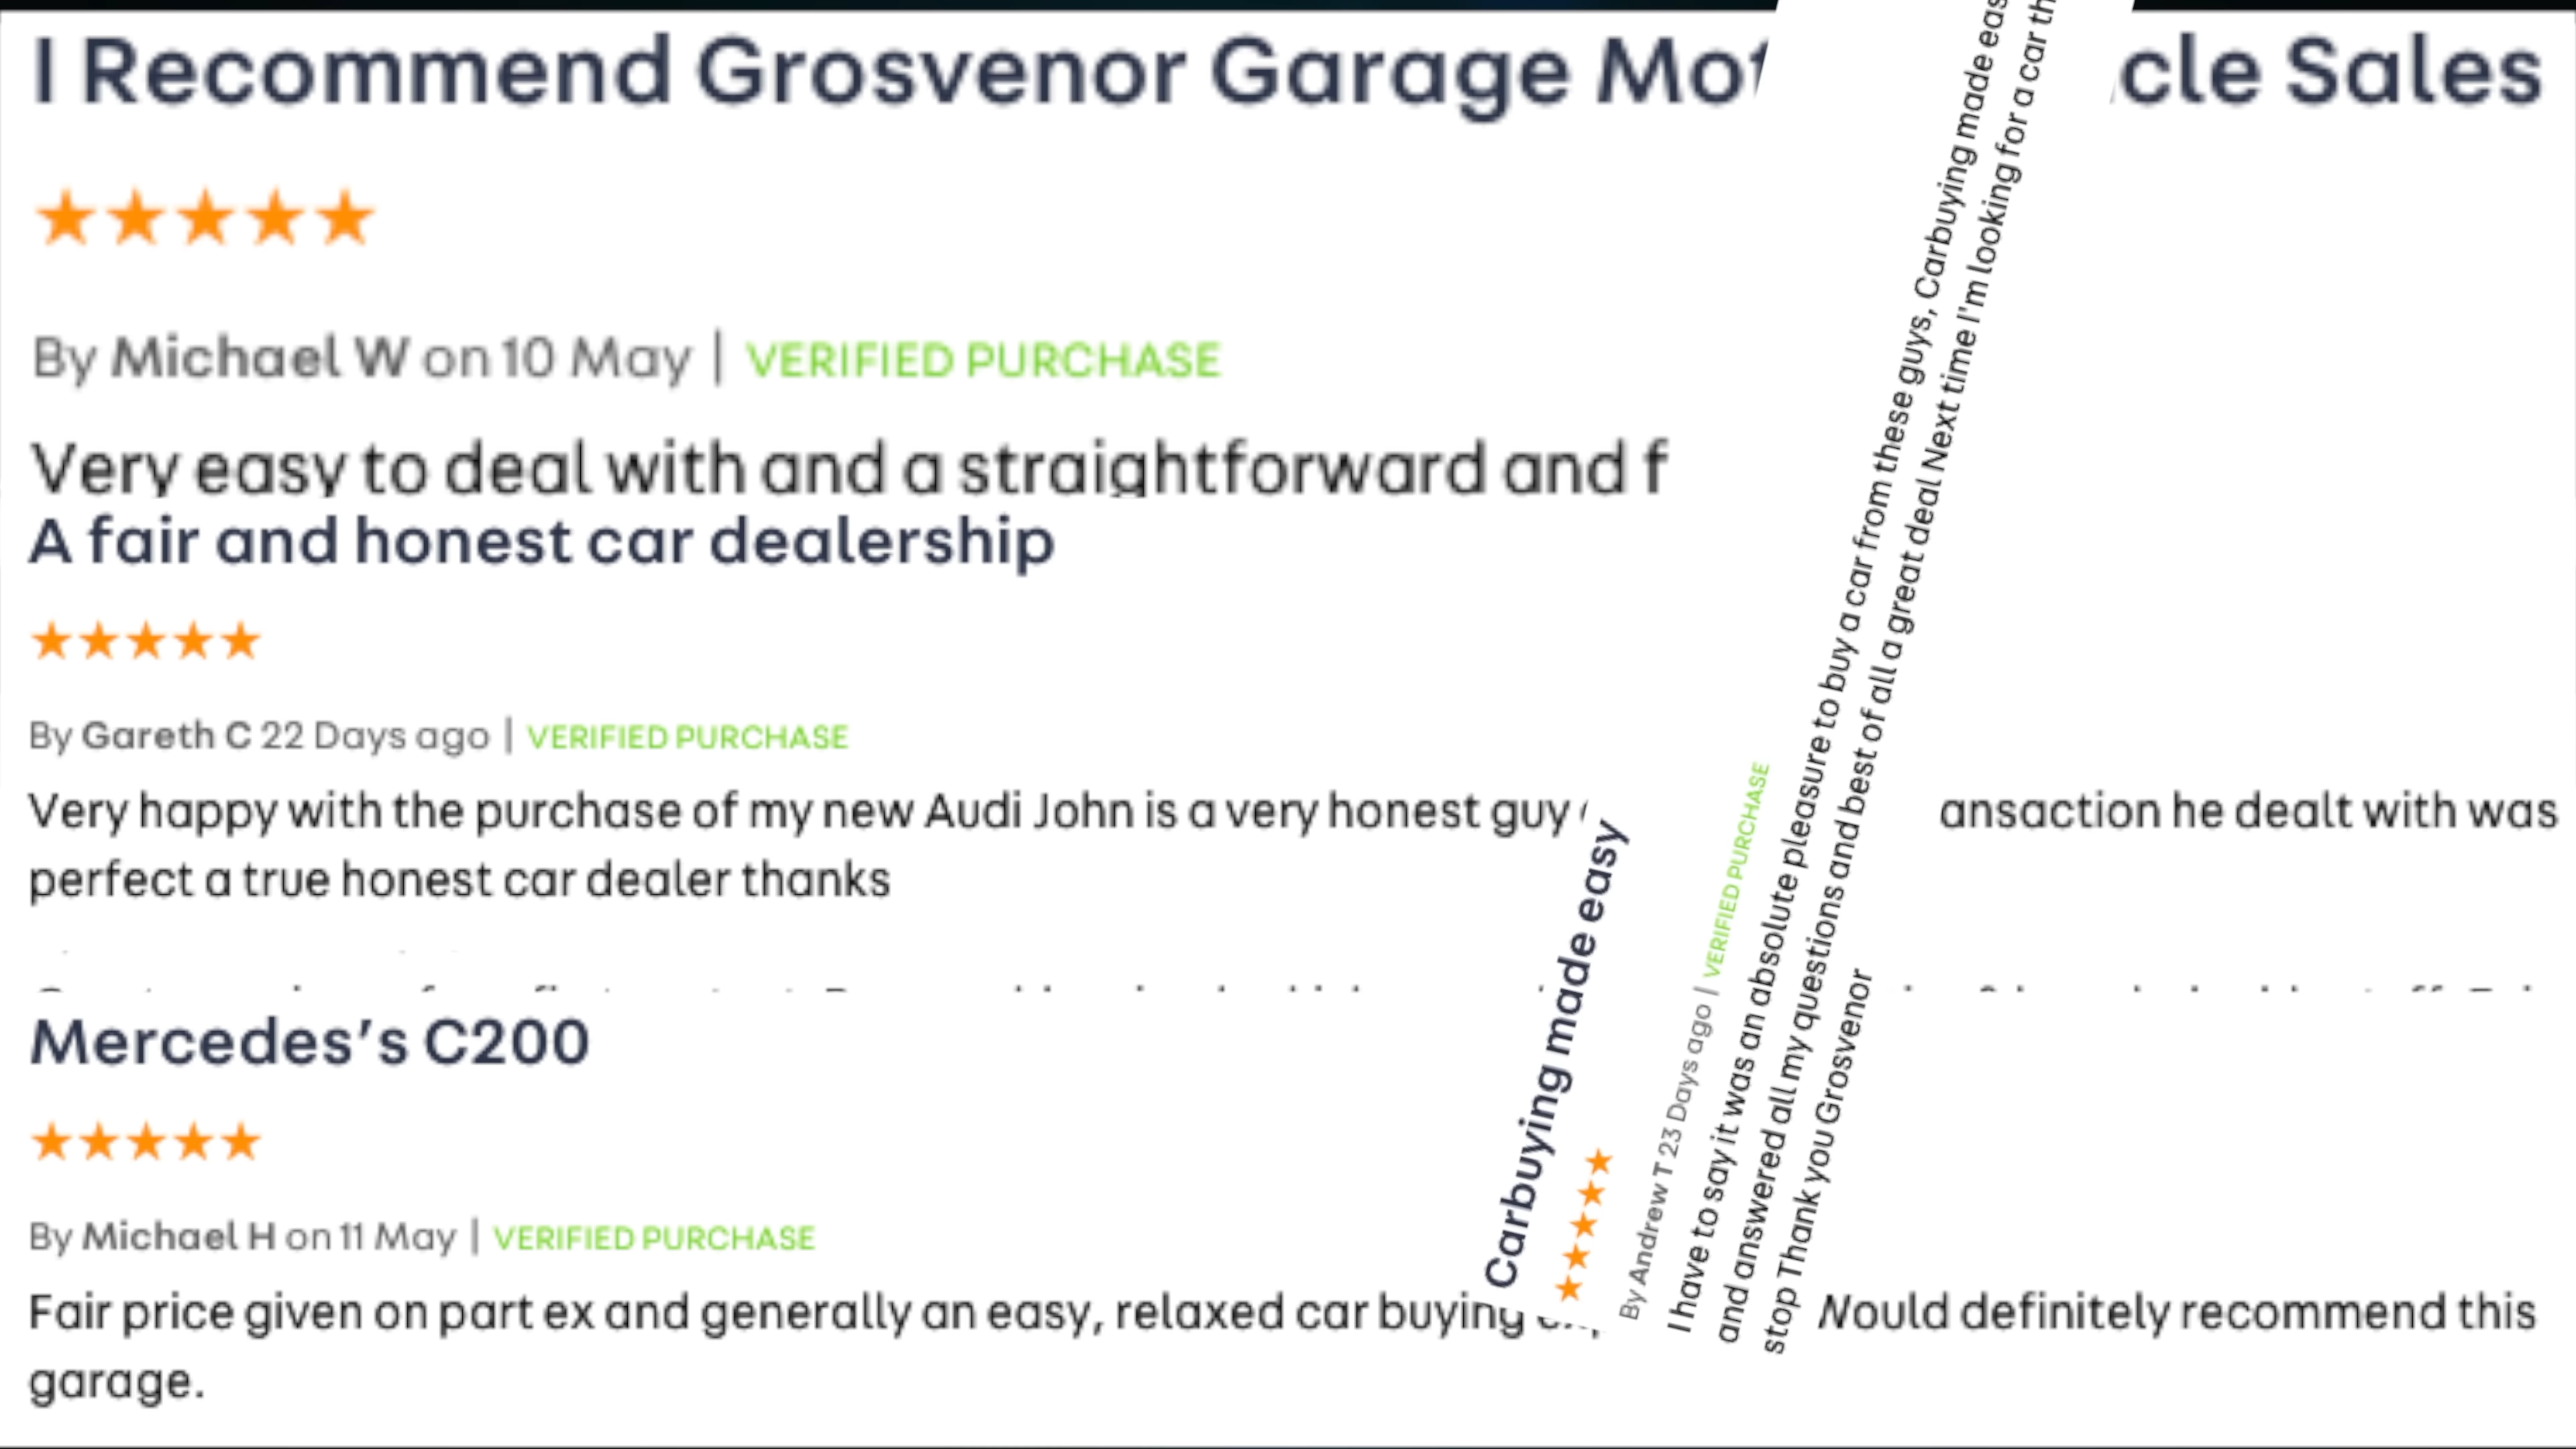 I Recommend Grosvenor Garage Mot cle Sales
By Michael W on 10 May | VERIFIED PURCHASE
Very easy to deal with and a straightforward and f
A fair and honest car dealership
By Gareth C 22 Days ago | VERIFIED PURCHASE
Very happy with the purchase of my new Audi John is a very honest guy ansaction he dealt with was
perfect a true honest car dealer thanks
Mercedes’s C200
By Michael H on 11 May | VERIFIED PURCHASE
Fair price given on part ex and generally an easy, relaxed car buying Would definitely recommend this
garage.
Carbuying made easy
By Andrew T 23 Days ago | VERIFIED PURCHASE
I have to say it was an absolute pleasure to buy a car from these guys, Carbuying made eas
and answered all my questions and best of all a great deal Next time I'm looking for a car th
stop Thank you Grosvenor